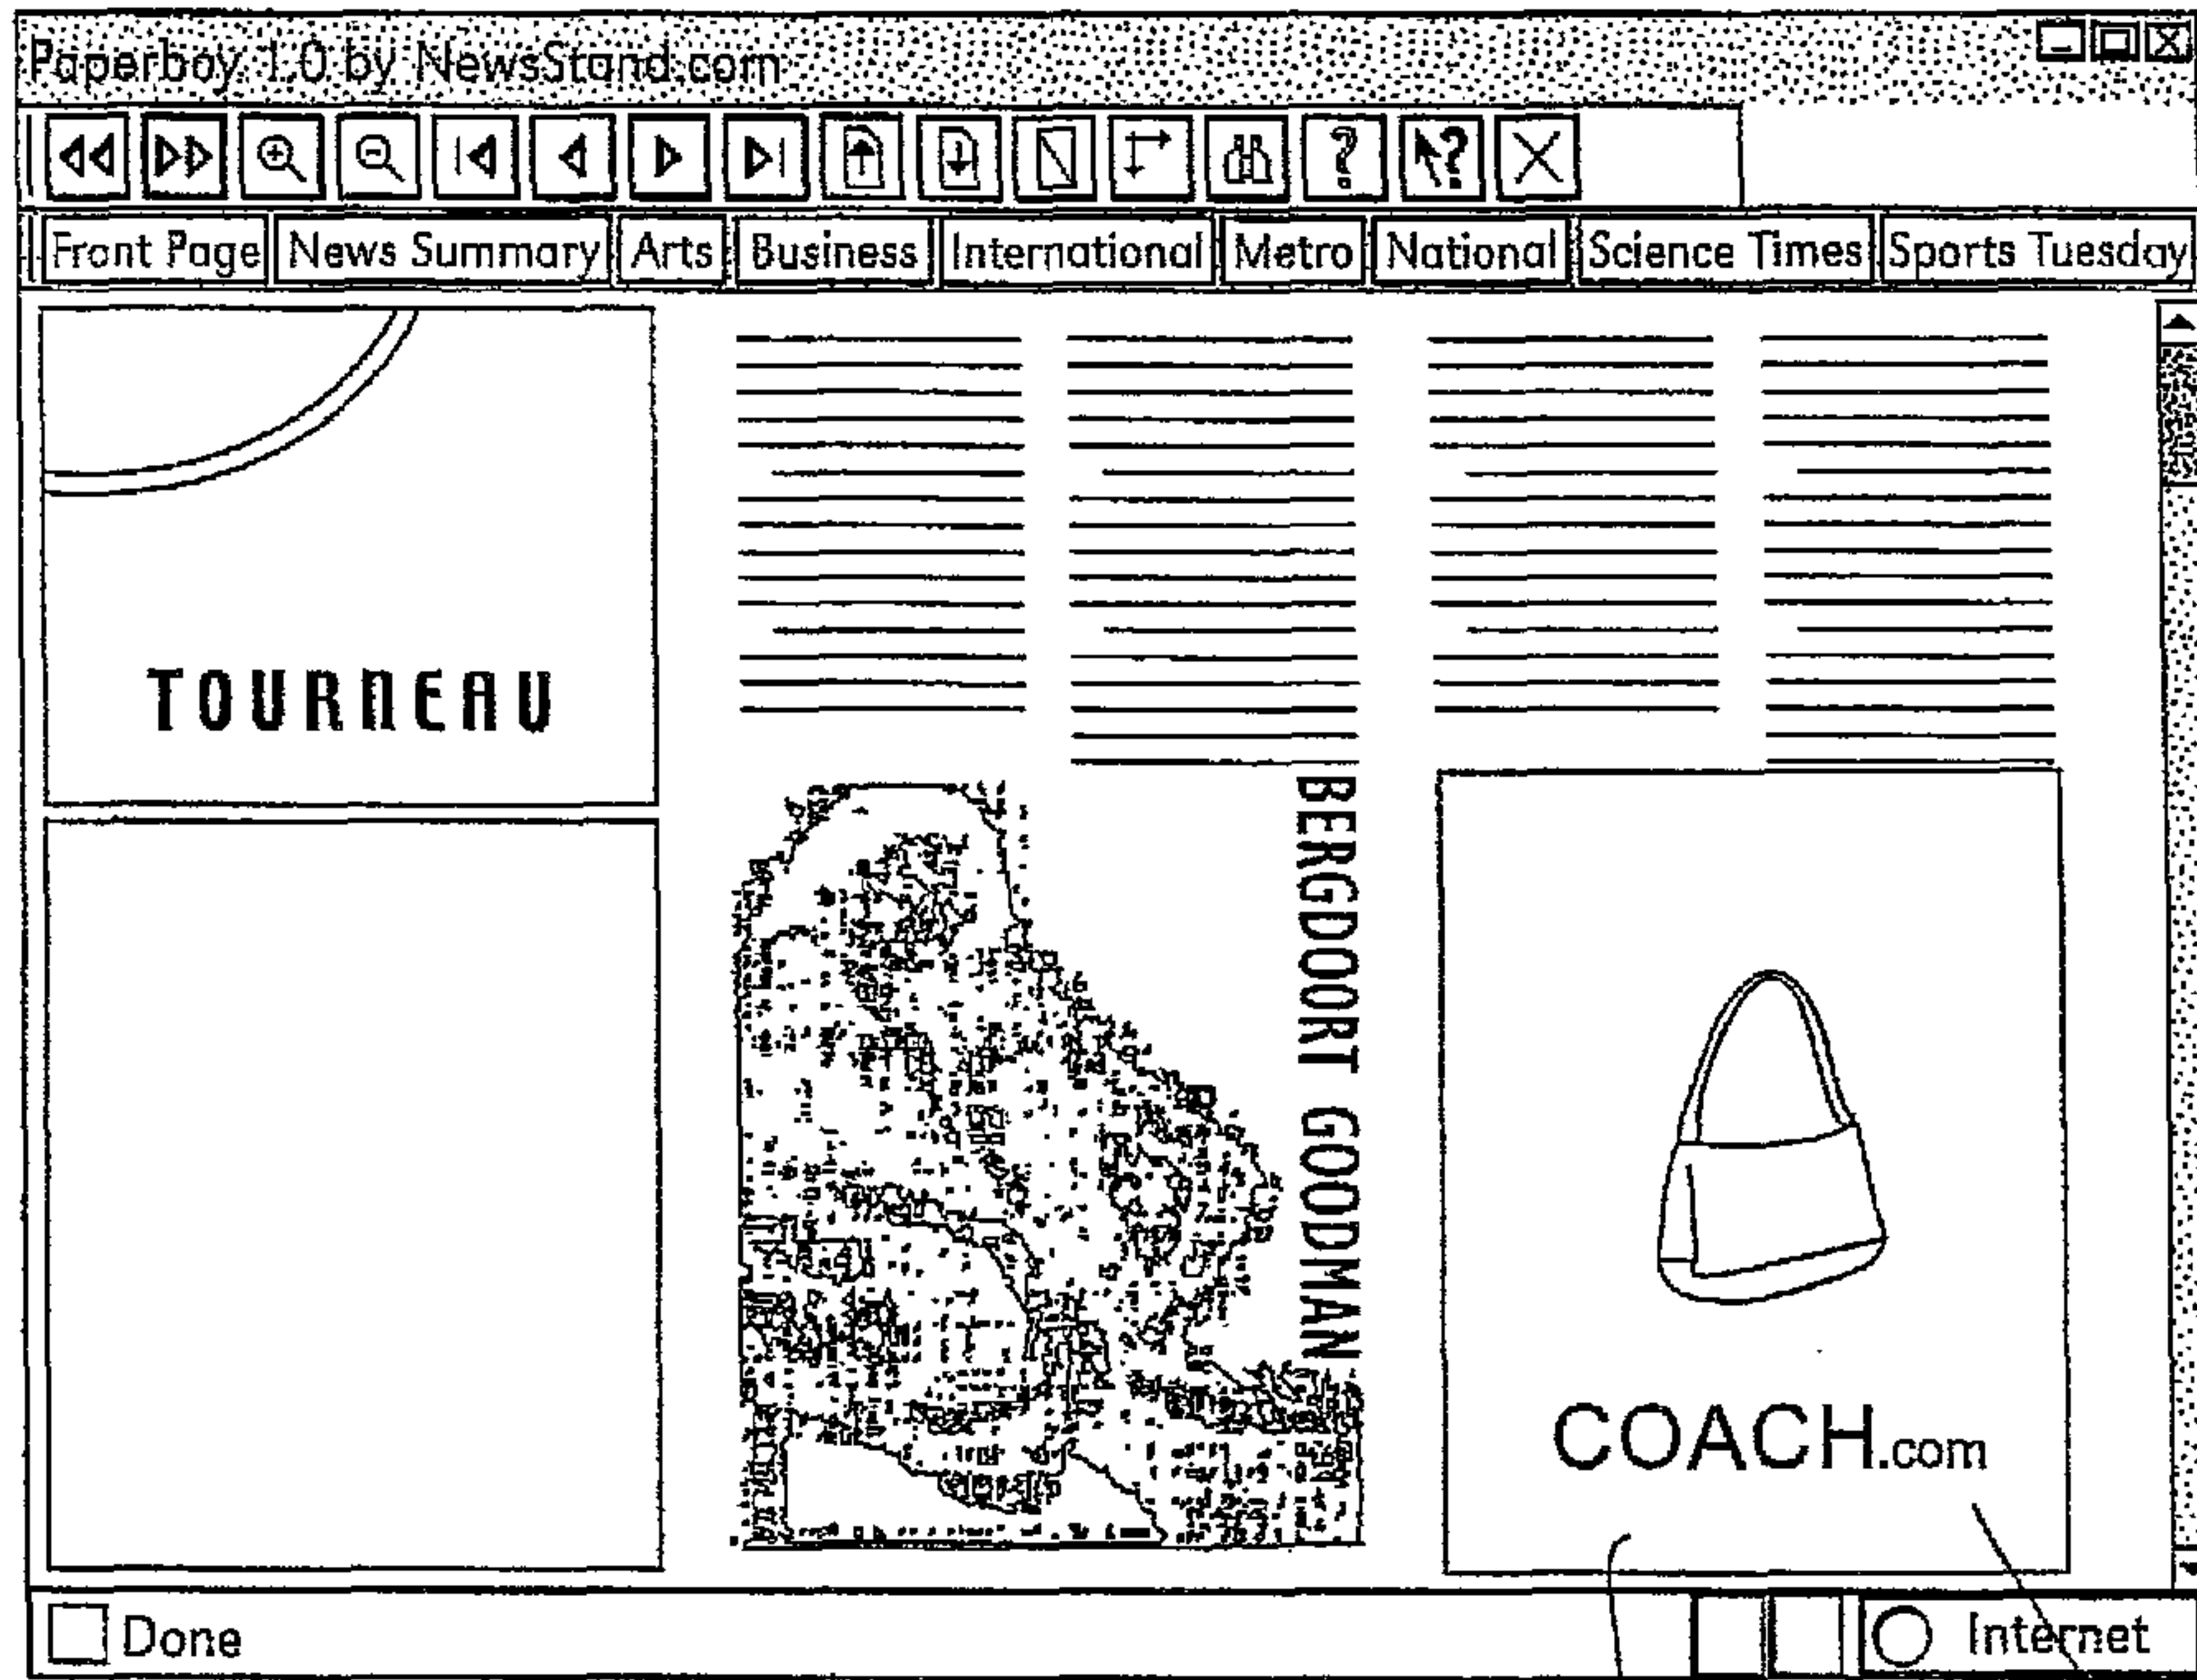 Paperboy 1.0 by NewsStand.com
Front Page News Summary Arts Business International Metro National Science Times Sports Tuesday
TOURNEAU
BERGDOORT GOODMAN
COACH.com
Done
Internet